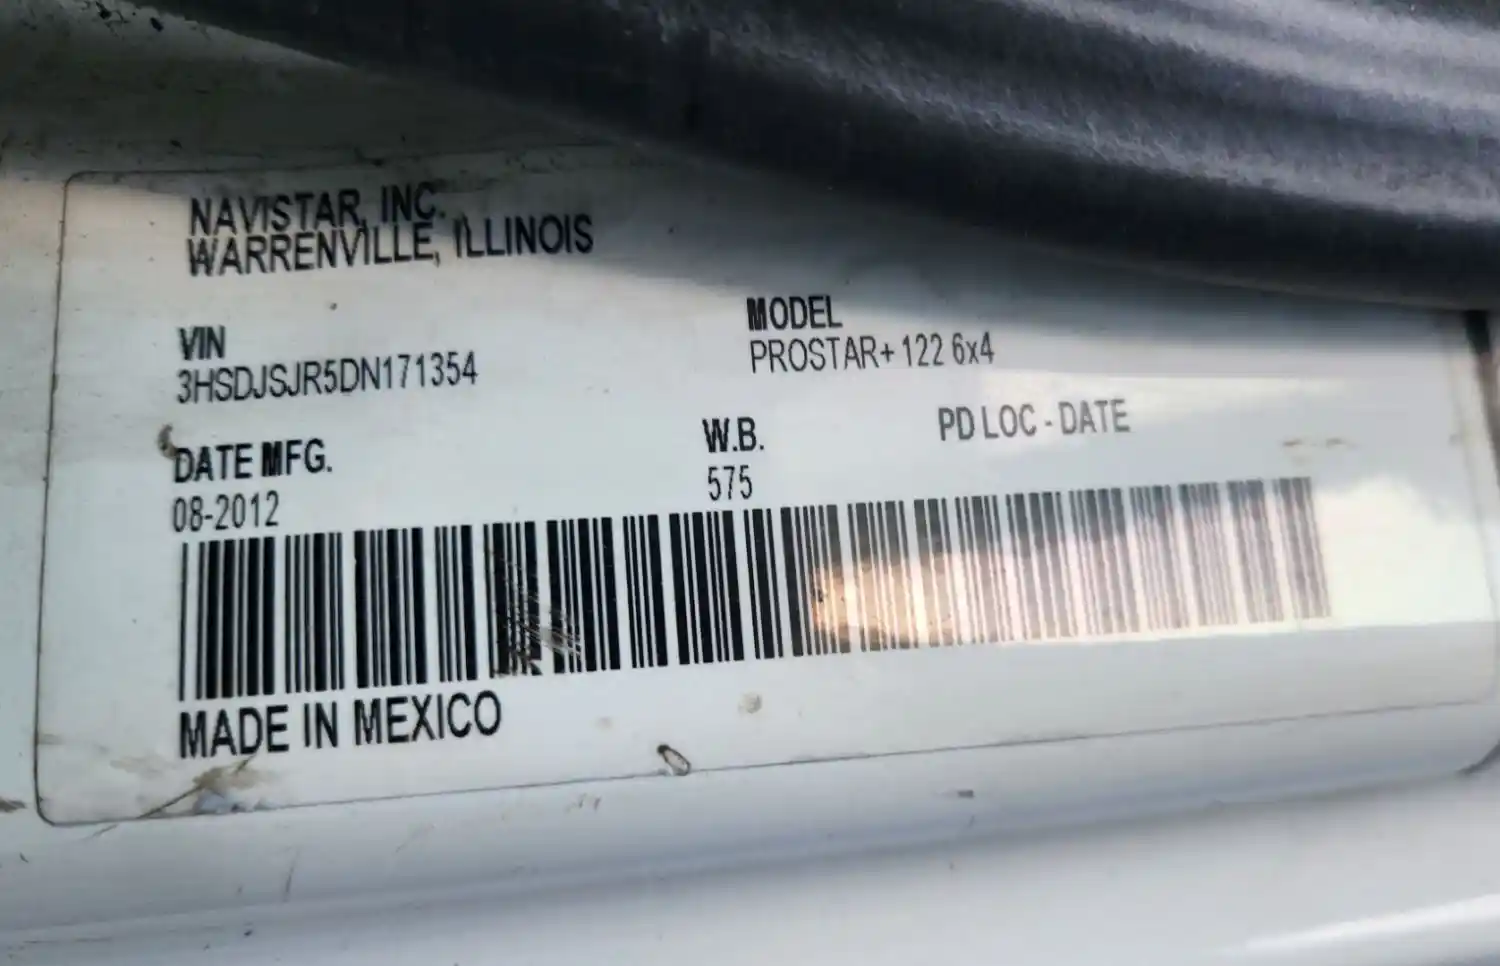 NAVISTAR, INC.
WARRENVILLE, ILLINOIS
VIN
3HSDJSJR5DN171354
MODEL
PROSTAR+ 122 6x4
DATE MFG.
08-2012
W.B.
575
PD LOC - DATE
MADE IN MEXICO